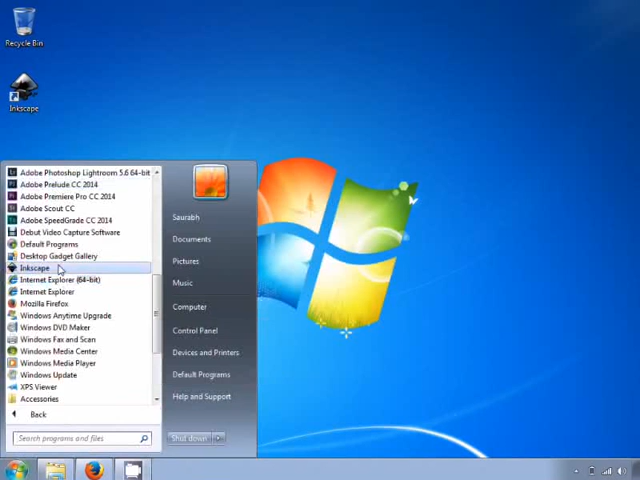 Recycle Bin
Inkscape
Adobe Photoshop Lightroom 5.6 64-bit
Adobe Prelude CC 2014
Adobe Premiere Pro CC 2014
Adobe Scout CC
Adobe SpeedGrade CC 2014
Debut Video Capture Software
Default Programs
Desktop Gadget Gallery
Inkscape
Internet Explorer (64-bit)
Internet Explorer
Mozilla Firefox
Windows Anytime Upgrade
Windows DVD Maker
Windows Fax and Scan
Windows Media Center
Windows Media Player
Windows Update
XPS Viewer
Accessories
Back
Search programs and files
Saurabh
Documents
Pictures
Music
Computer
Control Panel
Devices and Printers
Default Programs
Help and Support
Shut down